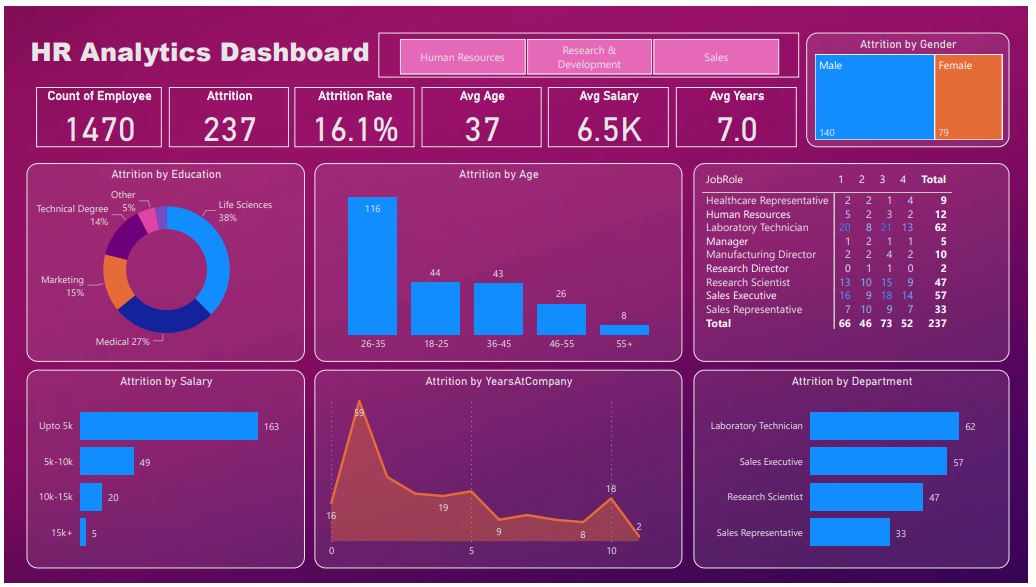 HR Analytics Dashboard
Human Resources
Research &
Development
Sales
Attrition by Gender
Male
Female
140
79
Count of Employee
1470
Attrition
237
Attrition Rate
16.1%
Avg Age
37
Avg Salary
6.5K
Avg Years
7.0
Attrition by Education
Other
5%
Life Sciences
38%
Technical Degree
14%
Marketing
15%
Medical 27%
Attrition by Age
116
44
43
26
8
26-35 18-25 36-45 46-55 55+
JobRole 1 2 3 4 Total
Healthcare Representative 2 2 1 4 9
Human Resources 5 2 3 2 12
Laboratory Technician 20 8 21 13 62
Manager 1 2 1 1 5
Manufacturing Director 2 2 4 2 10
Research Director 0 1 1 0 2
Research Scientist 13 10 15 9 47
Sales Executive 16 9 18 14 57
Sales Representative 7 10 9 7 33
Total 66 46 73 52 237
Attrition by Salary
Upto 5k 163
5k-10k 49
10k-15k 20
15k+ 5
Attrition by YearsAtCompany
59
16
19
9
8
18
2
0 5 10
Attrition by Department
Laboratory Technician 62
Sales Executive 57
Research Scientist 47
Sales Representative 33